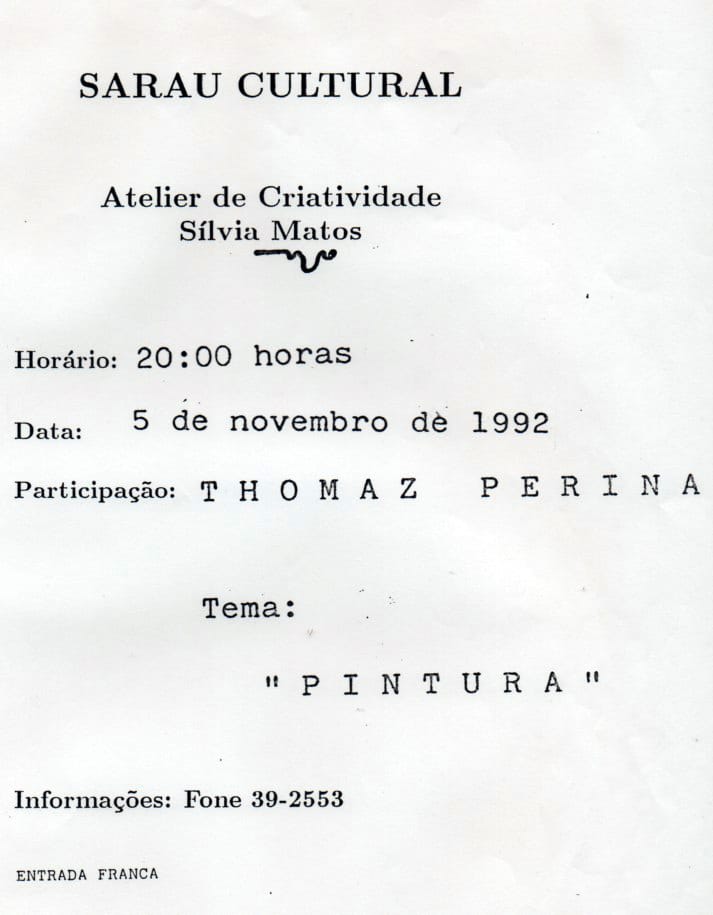 SARAU CULTURAL
Atelier de Criatividade
Sílvia Matos
Horário: 20:00 horas
Data: 5 de novembro dè 1992
Participação: T H O M A Z P E R I N A
Tema:
" P I N T U R A "
Informações: Fone 39-2553
ENTRADA FRANCA